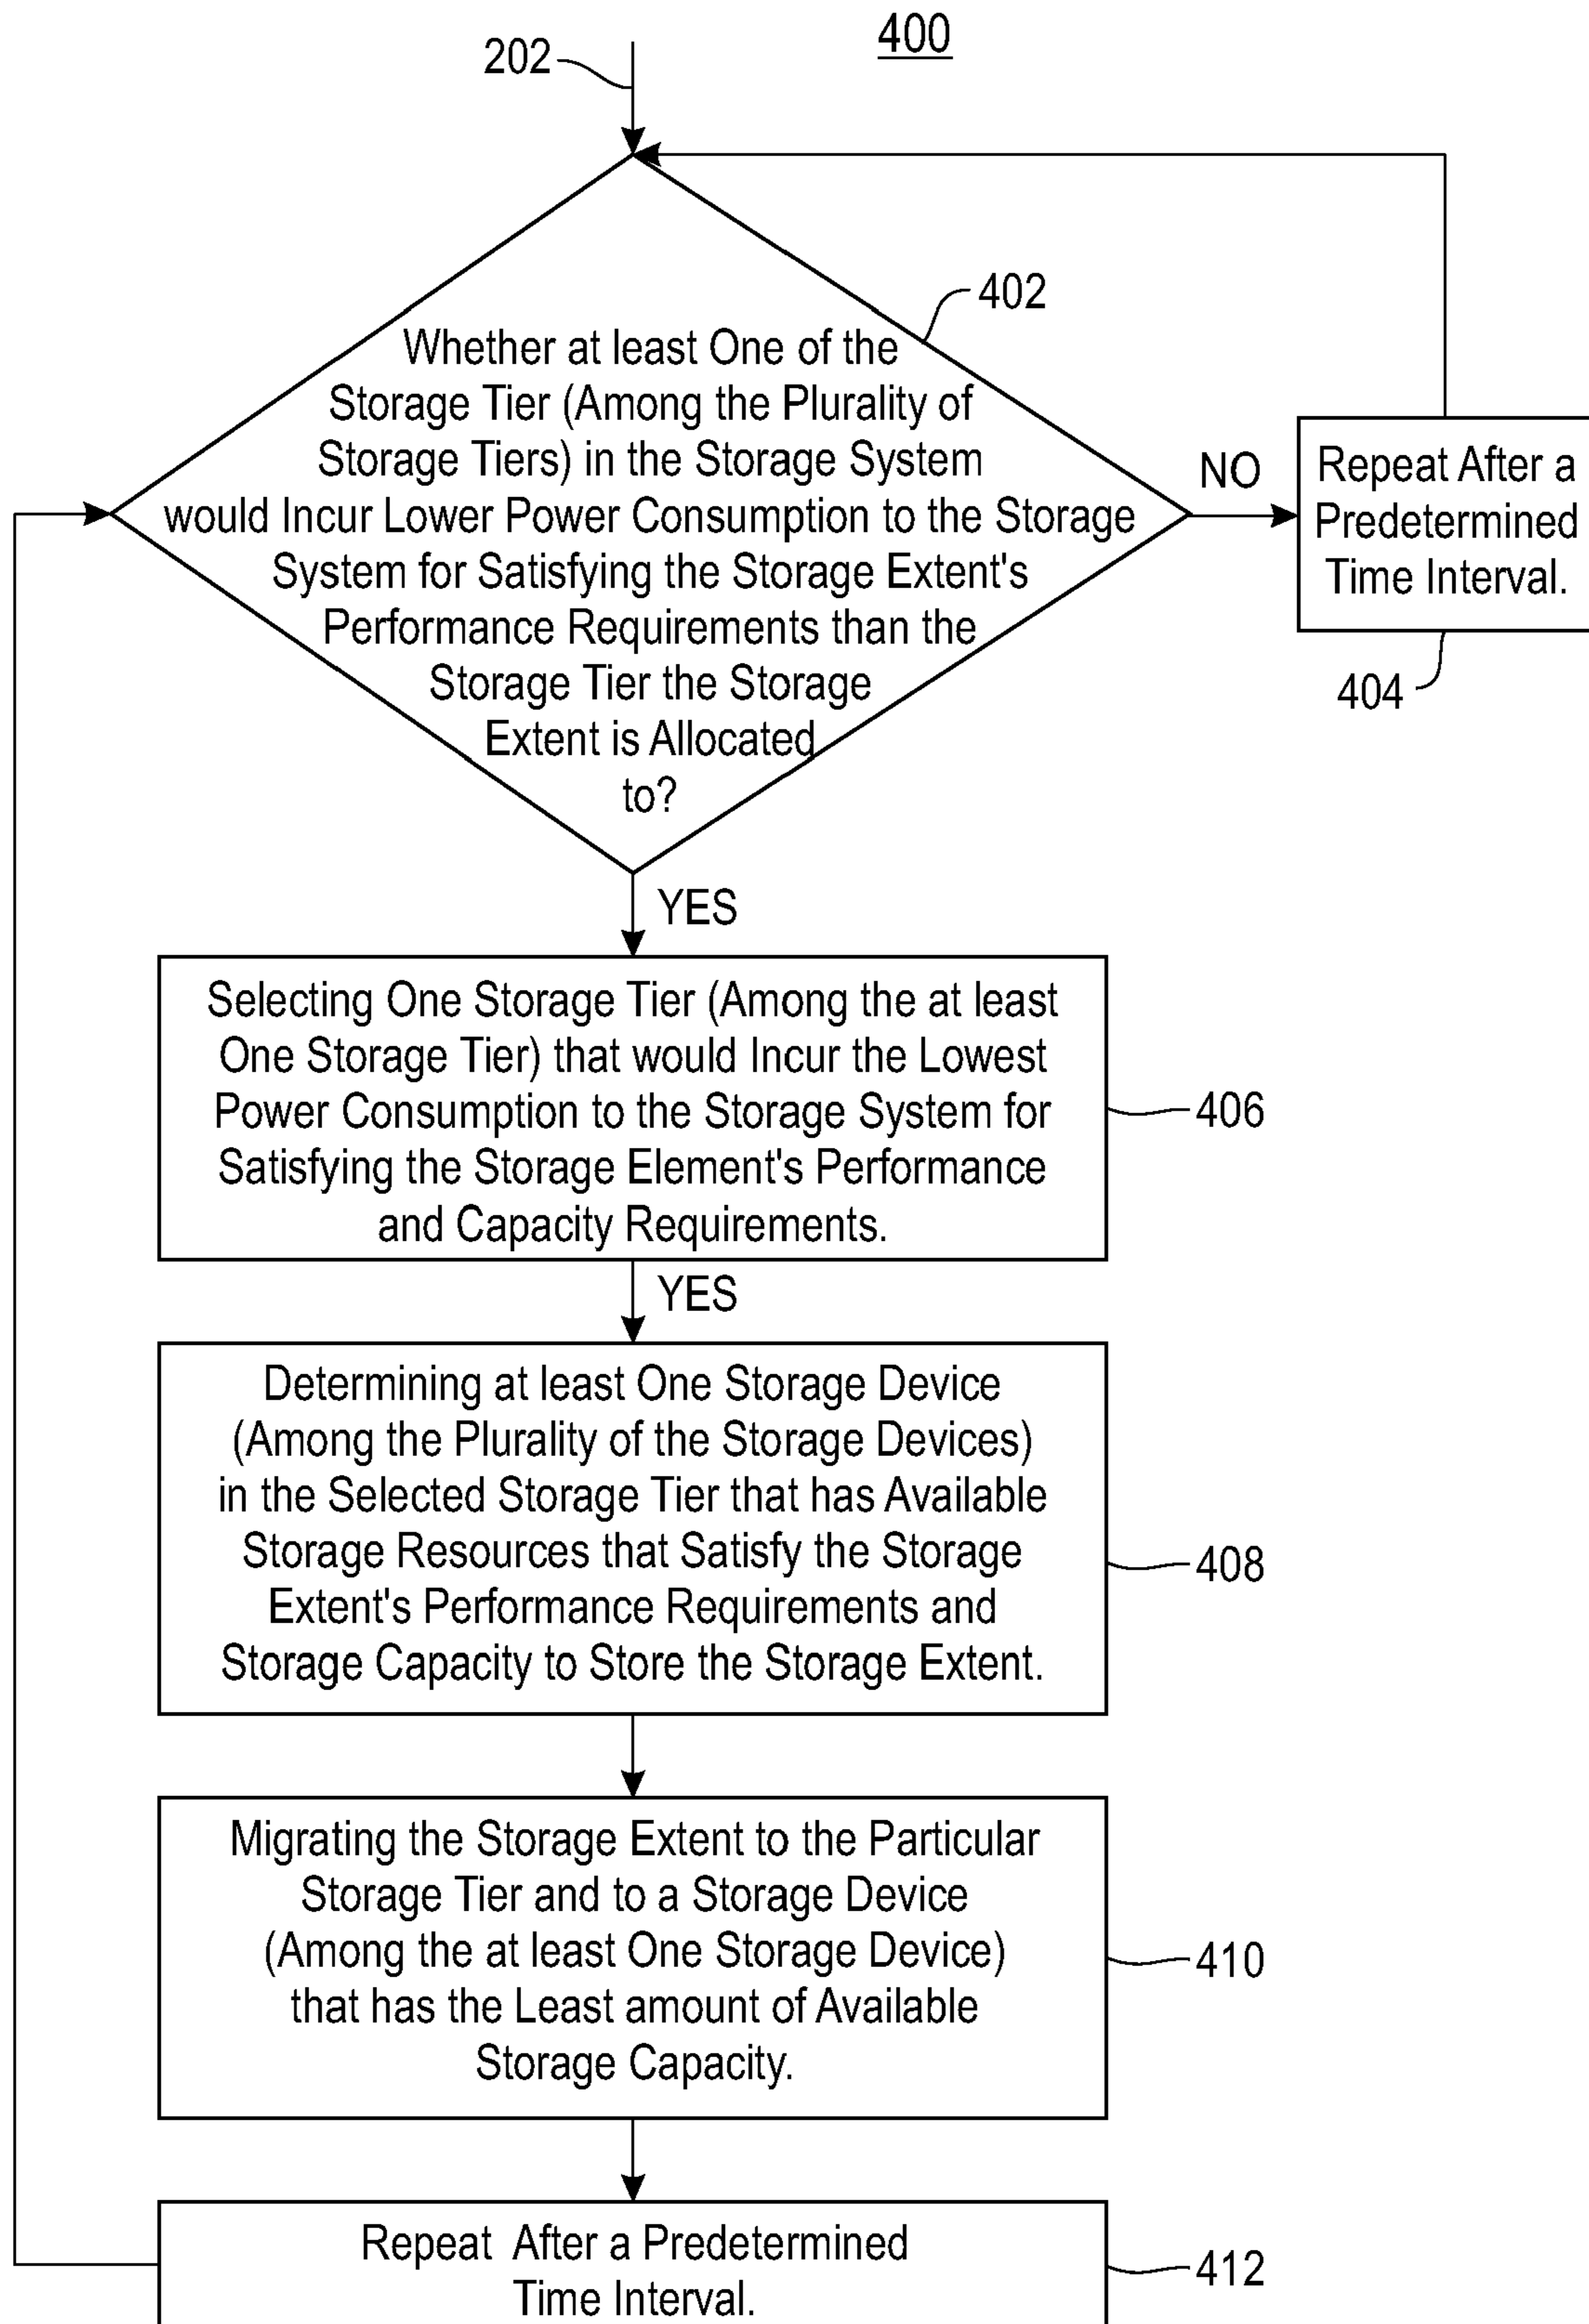 400
202
402
Whether at least One of the
Storage Tier (Among the Plurality of
Storage Tiers) in the Storage System
would Incur Lower Power Consumption to the Storage
System for Satisfying the Storage Extent's
Performance Requirements than the
Storage Tier the Storage
Extent is Allocated
to?
NO
Repeat After a
Predetermined
Time Interval.
404
YES
Selecting One Storage Tier (Among the at least
One Storage Tier) that would Incur the Lowest
Power Consumption to the Storage System for
Satisfying the Storage Element's Performance
and Capacity Requirements.
406
YES
Determining at least One Storage Device
(Among the Plurality of the Storage Devices)
in the Selected Storage Tier that has Available
Storage Resources that Satisfy the Storage
Extent's Performance Requirements and
Storage Capacity to Store the Storage Extent.
408
Migrating the Storage Extent to the Particular
Storage Tier and to a Storage Device
(Among the at least One Storage Device)
that has the Least amount of Available
Storage Capacity.
410
Repeat After a Predetermined
Time Interval.
412